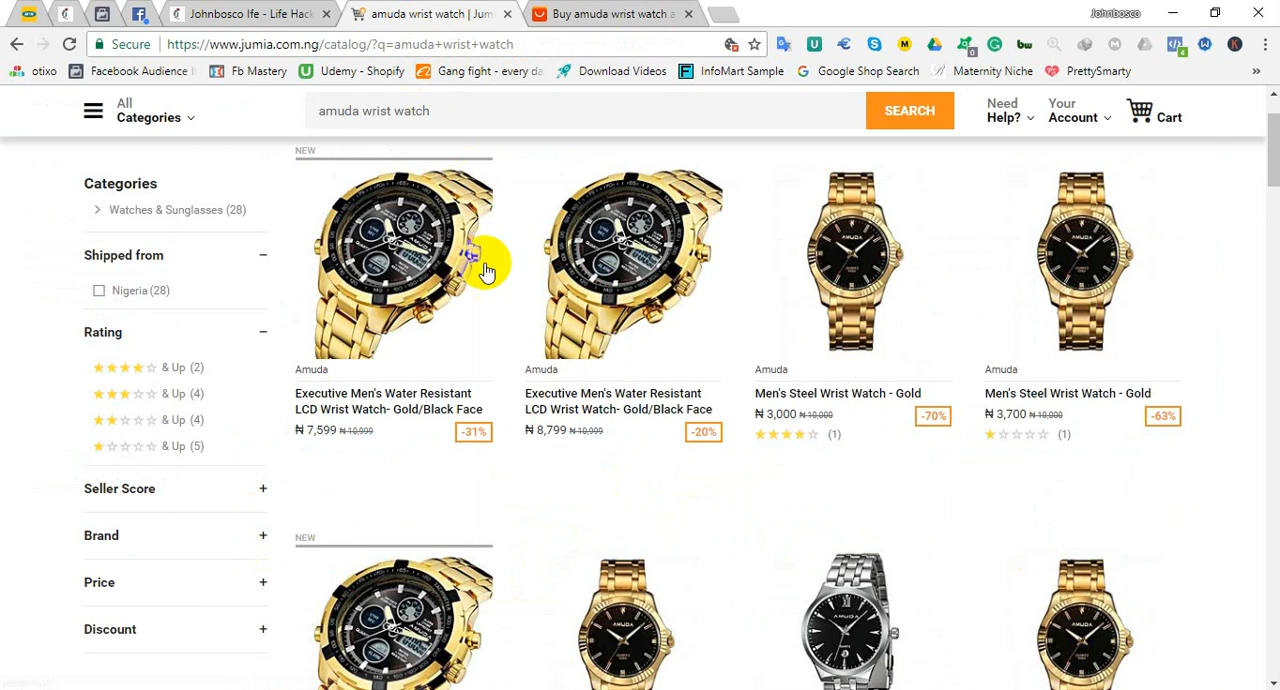 Johnbosco Ife - Life Hack
amuda wrist watch | Jum
Buy amuda wrist watch a
Johnbosco
Secure
https://www.jumia.com.ng/catalog/?q=amuda+wrist+watch
otixo
Facebook Audience I
Fb Mastery
Udemy
Shopify
Gang fight - every da
Download Videos
InfoMart Sample
Google Shop Search
Maternity Niche
PrettySmarty
All
Categories
amuda wrist watch
SEARCH
Need
Help?
Your
Account
Cart
Categories
Watches & Sunglasses (28)
Shipped from
Nigeria (28)
Rating
& Up (2)
& Up (4)
& Up (4)
& Up (5)
Seller Score
Brand
Price
Discount
NEW
Amuda
Executive Men's Water Resistant
LCD Wrist Watch- Gold/Black Face
₦ 7,599 ₦ 10,999
-31%
Amuda
Executive Men's Water Resistant
LCD Wrist Watch- Gold/Black Face
₦ 8,799 ₦ 10,999
-20%
AMUDA
Amuda
Men's Steel Wrist Watch - Gold
₦ 3,000 ₦ 10,000
-70%
(1)
AMUDA
Amuda
Men's Steel Wrist Watch - Gold
₦ 3,700 ₦ 10,000
-63%
(1)
NEW
AMUDA
AMUDA
AMUDA